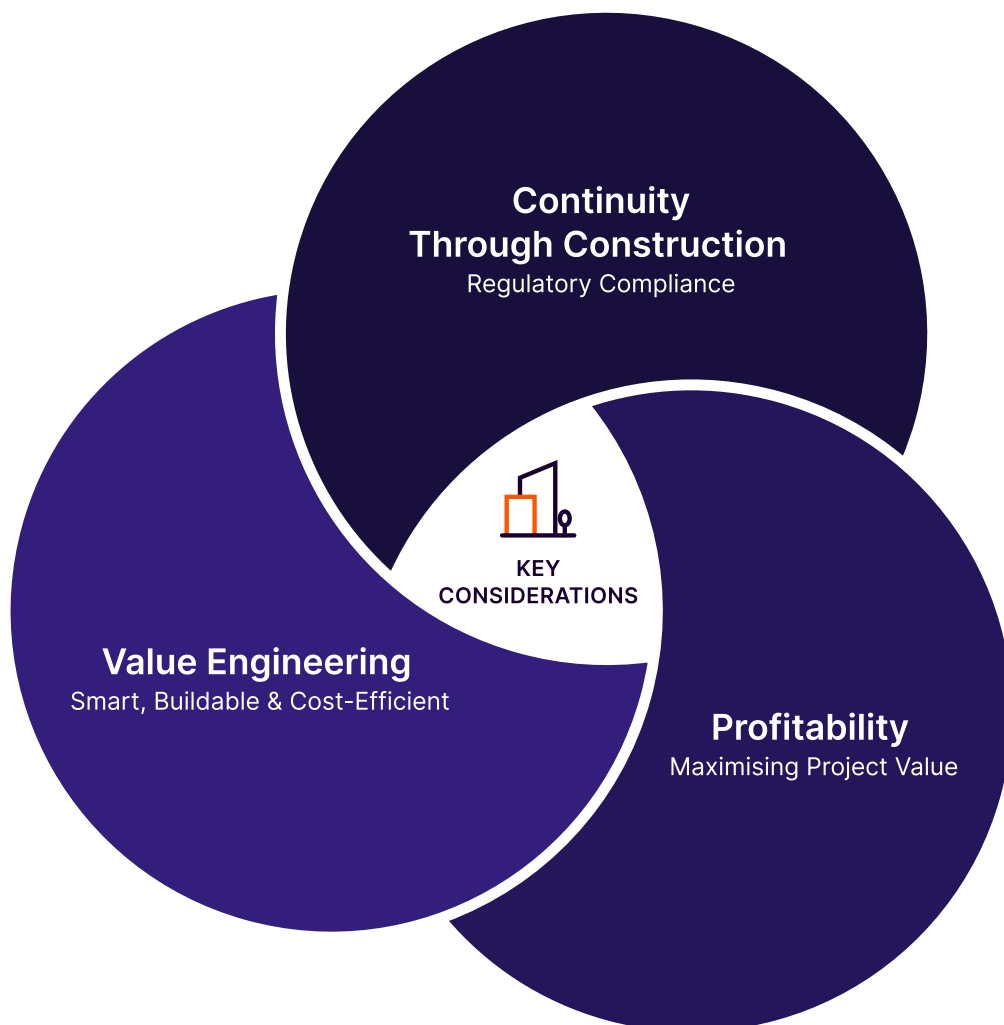 Continuity
Through Construction
Regulatory Compliance
KEY
CONSIDERATIONS
Value Engineering
Smart, Buildable & Cost-Efficient
Profitability
Maximising Project Value